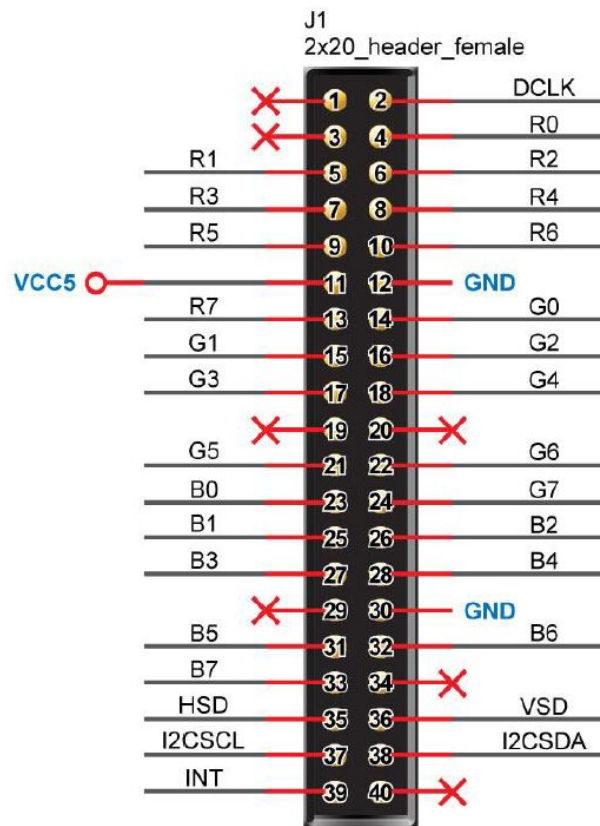 J1
2x20_header_female
1 2 DCLK
3 4 R0
R1 5 6 R2
R3 7 8 R4
R5 9 10 R6
VCC5 11 12 GND
R7 13 14 G0
G1 15 16 G2
G3 17 18 G4
19 20
G5 21 22 G6
B0 23 24 G7
B1 25 26 B2
B3 27 28 B4
29 30 GND
B5 31 32 B6
B7 33 34
HSD 35 36 VSD
I2CSCL 37 38 I2CSDA
INT 39 40